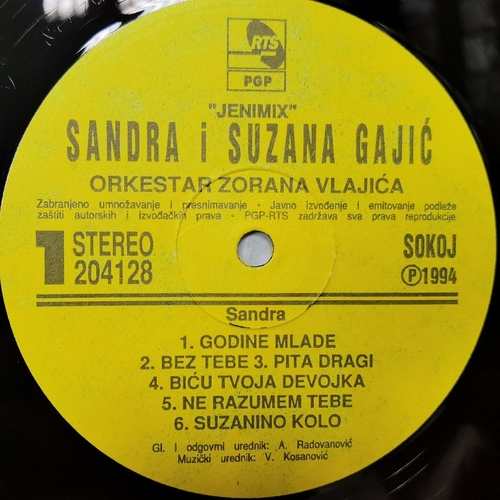 RTS
PGP
"JENIMIX"
SANDRA i SUZANA GAJIĆ
ORKESTAR ZORANA VLAJIĆA
Zabranjeno umnožavanje i presnimavanje - Javno izvođenje i emitovanje podleže
zaštiti autorskih i izvođačkih prava - PGP-RTS zadržava sva prava reprodukcije
1 STEREO SOKOJ
204128 Ⓟ1994
Sandra
1. GODINE MLADE
2. BEZ TEBE 3. PITA DRAGI
4. BIĆU TVOJA DEVOJKA
5. NE RAZUMEM TEBE
6. SUZANINO KOLO
Gl. I odgovrni urednik: A. Radovanović
Muzički urednik: V. Kosanović